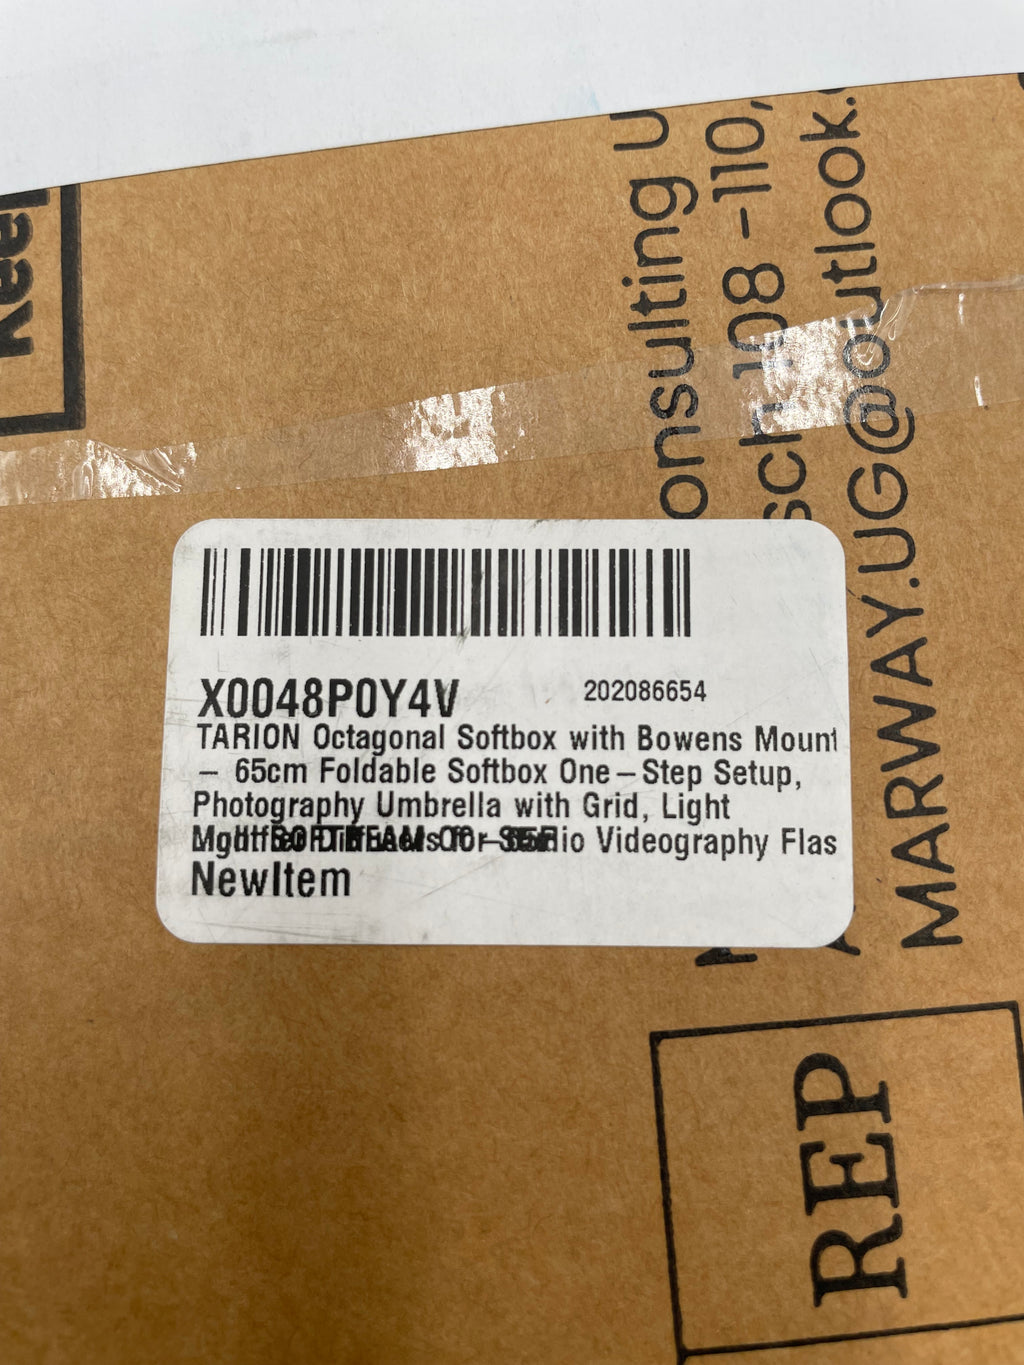 X0048P0Y4V
202086654
TARION Octagonal Softbox with Bowens Mount
– 65cm Foldable Softbox One–Step Setup,
Photography Umbrella with Grid, Light
Videography Flas
NewItem
onsulting U
sch 108 -110,
MARWAY.UG@outlook.
REP
Keep